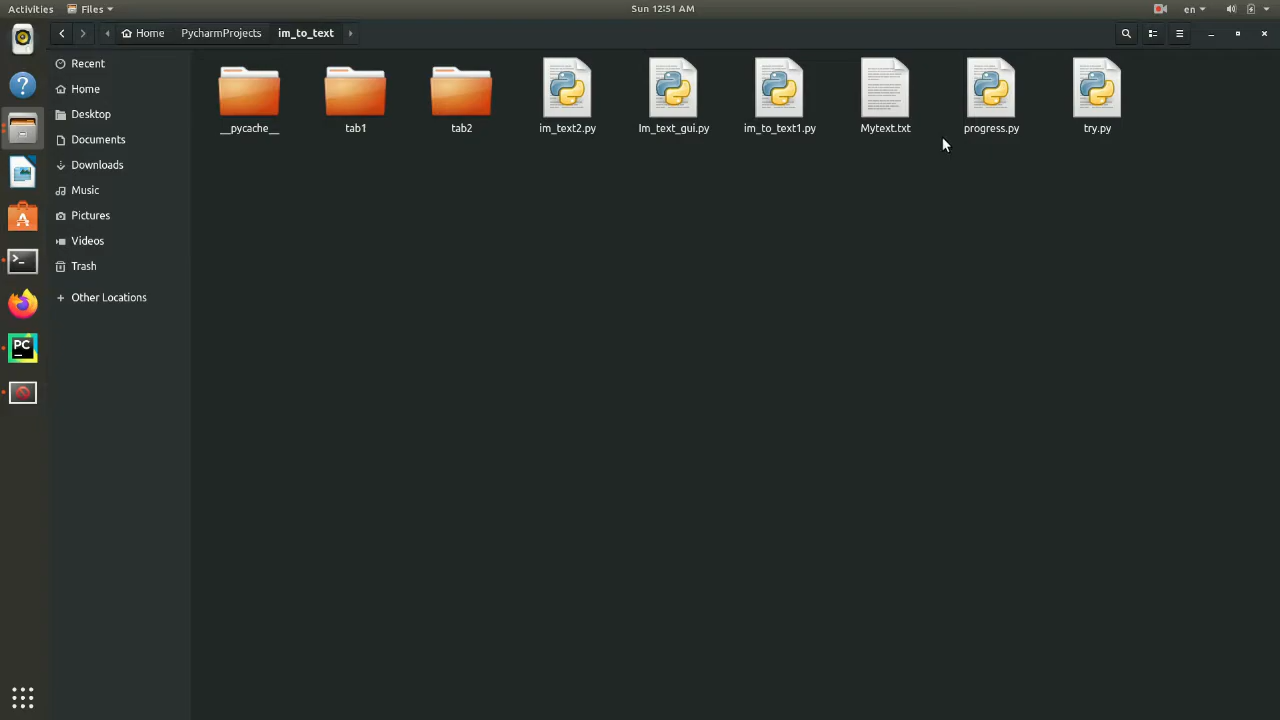 Activities
Files
Sun 12:51 AM
en
Home
PycharmProjects
im_to_text
Recent
Home
Desktop
Documents
Downloads
Music
Pictures
Videos
Trash
+ Other Locations
__pycache__
tab1
tab2
im_text2.py
Im_text_gui.py
im_to_text1.py
Mytext.txt
progress.py
try.py
PC